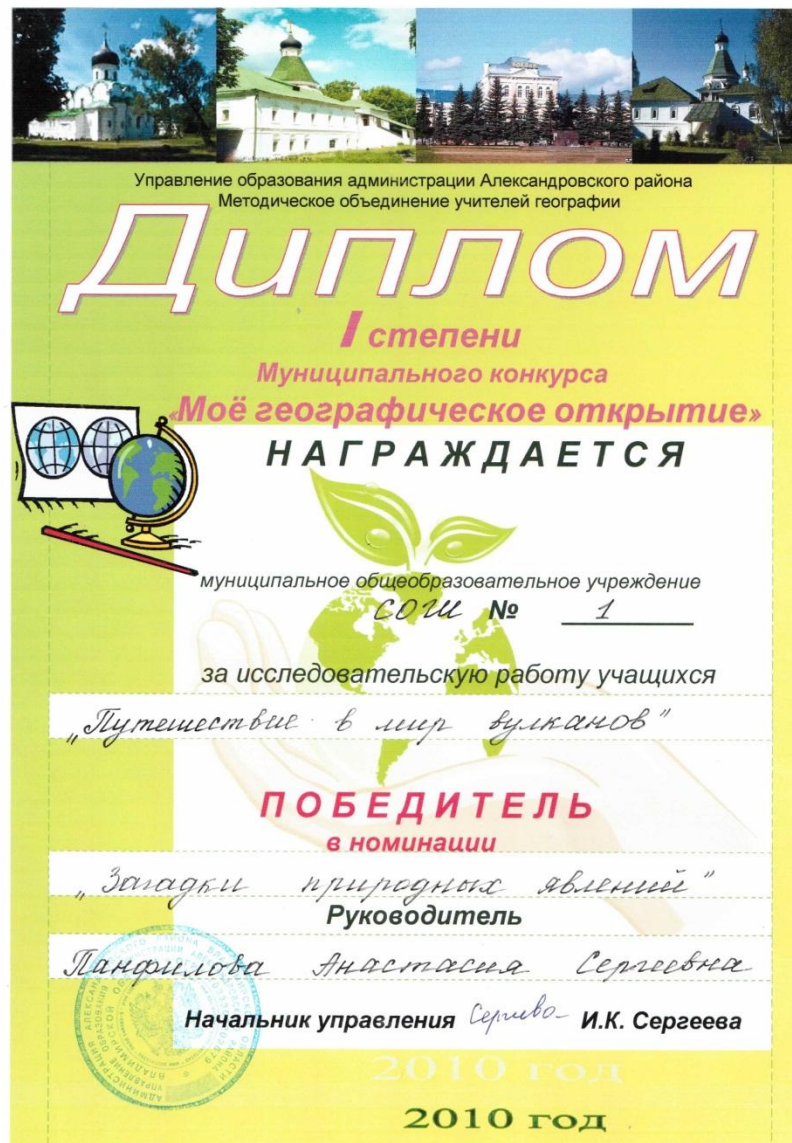 Управление образования администрации Александровского района
Методическое объединение учителей географии
Диплом
I степени
Муниципального конкурса
«Моё географическое открытие»
НАГРАЖДАЕТСЯ
муниципальное общеобразовательное учреждение
СОШ № 1
за исследовательскую работу учащихся
„Путешествие в мир вулканов"
ПОБЕДИТЕЛЬ
в номинации
„Загадки природных явлений"
Руководитель
Панфилова Анастасия Сергеевна
Начальник управления И.К. Сергеева
2010 год
2010 год